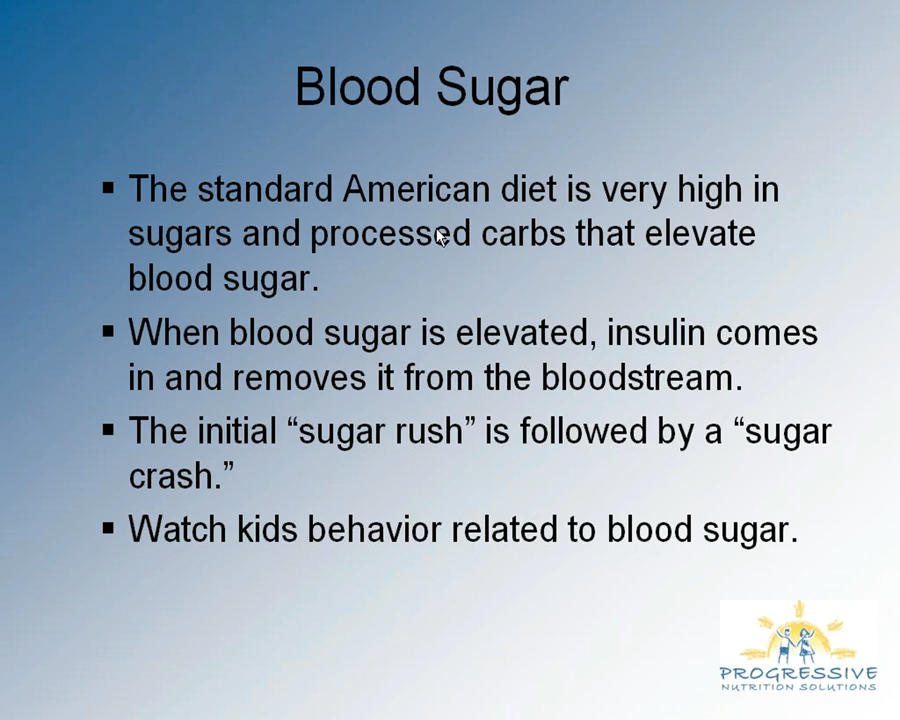 Blood Sugar
▪ The standard American diet is very high in
sugars and processed carbs that elevate
blood sugar.
▪ When blood sugar is elevated, insulin comes
in and removes it from the bloodstream.
▪ The initial “sugar rush” is followed by a “sugar
crash.”
▪ Watch kids behavior related to blood sugar.
PROGRESSIVE
NUTRITION SOLUTIONS